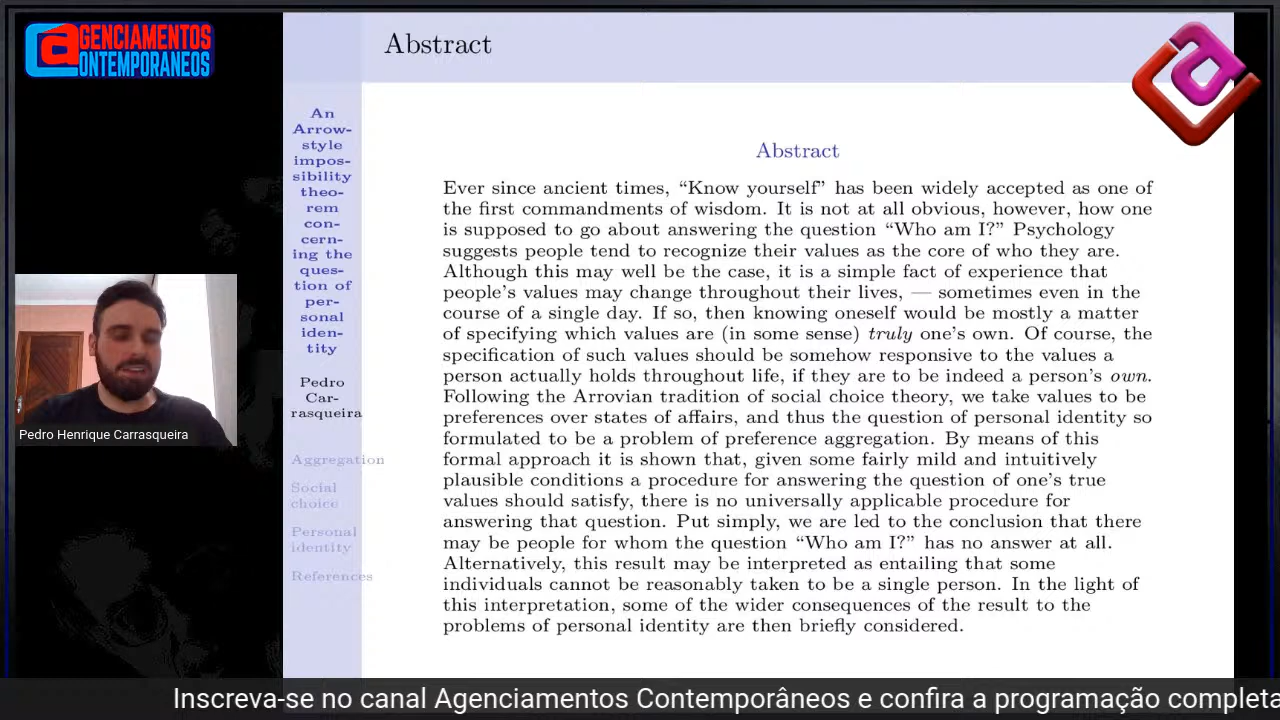 AGENCIAMENTOS
CONTEMPORANEOS
Abstract
An
Arrow-
style
impos-
sibility
theo-
rem
con-
cern-
ing the
ques-
tion of
per-
sonal
iden-
tity
Pedro
Car-
rasqueira
Aggregation
Social
choice
Personal
identity
References
Abstract
Ever since ancient times, “Know yourself” has been widely accepted as one of
the first commandments of wisdom. It is not at all obvious, however, how one
is supposed to go about answering the question “Who am I?” Psychology
suggests people tend to recognize their values as the core of who they are.
Although this may well be the case, it is a simple fact of experience that
people’s values may change throughout their lives, — sometimes even in the
course of a single day. If so, then knowing oneself would be mostly a matter
of specifying which values are (in some sense) truly one’s own. Of course, the
specification of such values should be somehow responsive to the values a
person actually holds throughout life, if they are to be indeed a person’s own.
Following the Arrovian tradition of social choice theory, we take values to be
preferences over states of affairs, and thus the question of personal identity so
formulated to be a problem of preference aggregation. By means of this
formal approach it is shown that, given some fairly mild and intuitively
plausible conditions a procedure for answering the question of one’s true
values should satisfy, there is no universally applicable procedure for
answering that question. Put simply, we are led to the conclusion that there
may be people for whom the question “Who am I?” has no answer at all.
Alternatively, this result may be interpreted as entailing that some
individuals cannot be reasonably taken to be a single person. In the light of
this interpretation, some of the wider consequences of the result to the
problems of personal identity are then briefly considered.
Pedro Henrique Carrasqueira
Inscreva-se no canal Agenciamentos Contemporâneos e confira a programação completa